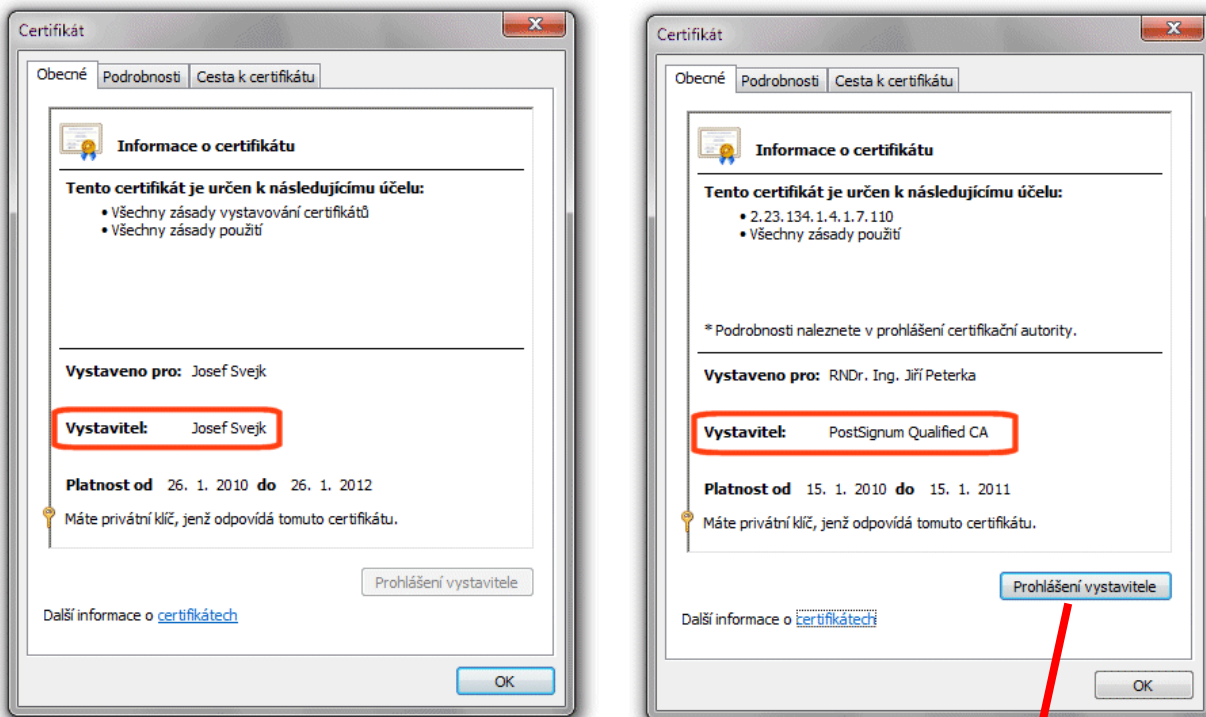 Certifikát
Obecné Podrobnosti Cesta k certifikátu
Informace o certifikátu
Tento certifikát je určen k následujícímu účelu:
• Všechny zásady vystavování certifikátů
• Všechny zásady použití
Vystaveno pro: Josef Svejk
Vystavitel: Josef Svejk
Platnost od 26. 1. 2010 do 26. 1. 2012
Máte privátní klíč, jenž odpovídá tomuto certifikátu.
Prohlášení vystavitele
Další informace o certifikátech
OK
Certifikát
Obecné Podrobnosti Cesta k certifikátu
Informace o certifikátu
Tento certifikát je určen k následujícímu účelu:
• 2.23.134.1.4.1.7.110
• Všechny zásady použití
* Podrobnosti naleznete v prohlášení certifikační autority.
Vystaveno pro: RNDr. Ing. Jiří Peterka
Vystavitel: PostSignum Qualified CA
Platnost od 15. 1. 2010 do 15. 1. 2011
Máte privátní klíč, jenž odpovídá tomuto certifikátu.
Prohlášení vystavitele
Další informace o certifikátech
OK